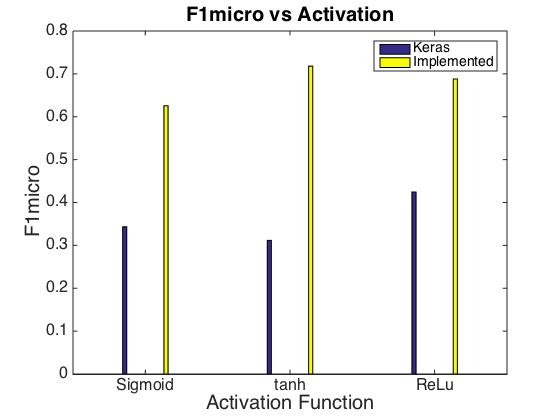 F1micro vs Activation
Keras
Implemented
0.8
0.7
0.6
0.5
0.4
0.3
0.2
0.1
0
F1micro
Sigmoid tanh ReLu
Activation Function